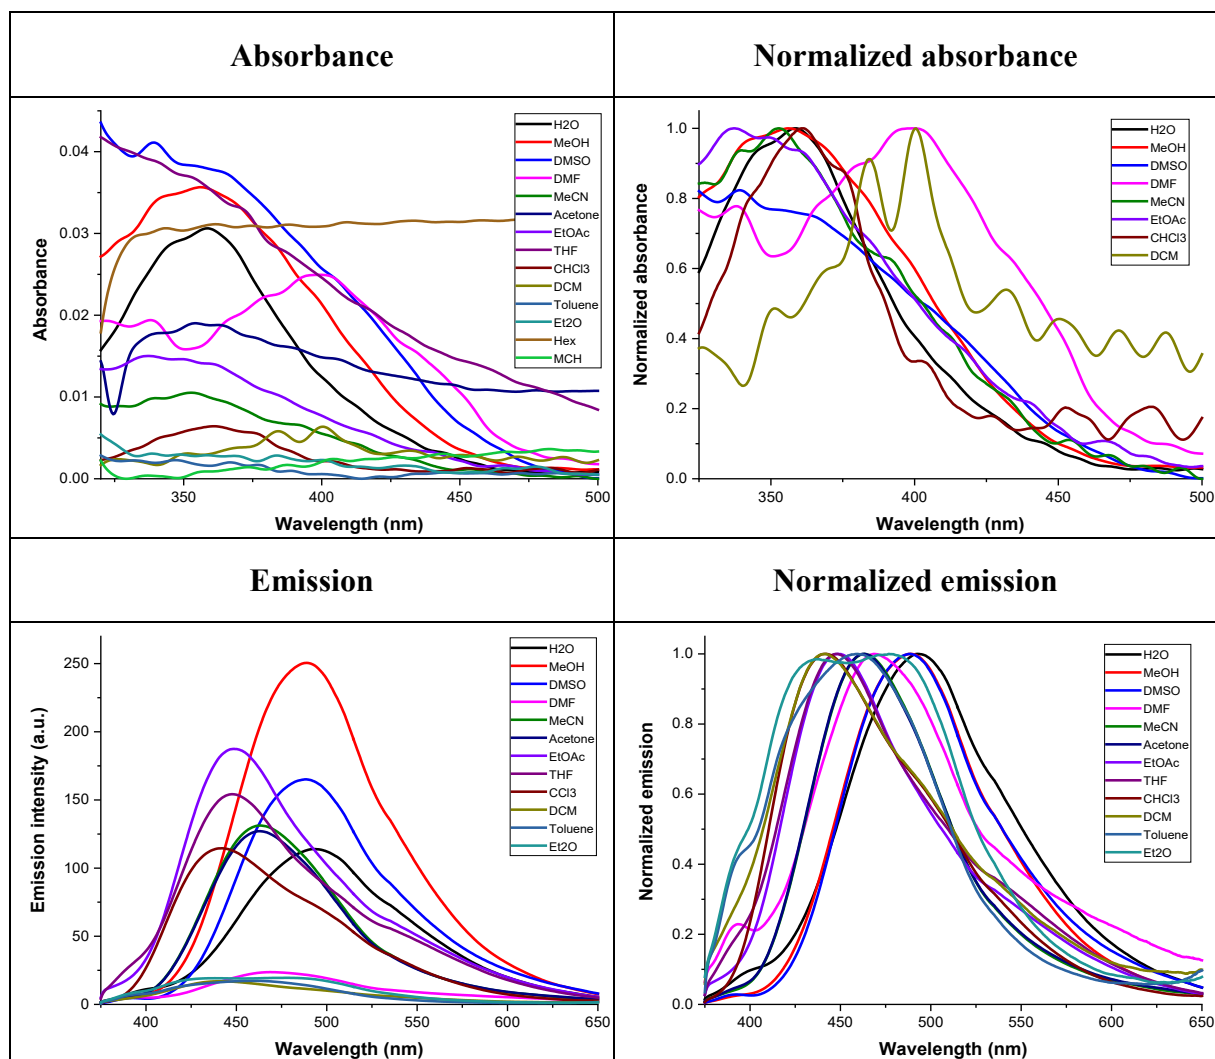 Absorbance
Normalized absorbance
Absorbance
0.04
0.03
0.02
0.01
0.00
350
400
450
500
Wavelength (nm)
H2O
MeOH
DMSO
DMF
MeCN
Acetone
EtOAc
THF
CHCl3
DCM
Toluene
Et2O
Hex
MCH
Normalized absorbance
1.0
0.8
0.6
0.4
0.2
0.0
350
400
450
500
Wavelength (nm)
H2O
MeOH
DMSO
DMF
MeCN
EtOAc
CHCl3
DCM
Emission
Normalized emission
Emission intensity (a.u.)
250
200
150
100
50
0
400
450
500
550
600
650
Wavelength (nm)
H2O
MeOH
DMSO
DMF
MeCN
Acetone
EtOAc
THF
CCl3
DCM
Toluene
Et2O
Normalized emission
1.0
0.8
0.6
0.4
0.2
0.0
400
450
500
550
600
650
Wavelength (nm)
H2O
MeOH
DMSO
DMF
MeCN
Acetone
EtOAc
THF
CHCl3
DCM
Toluene
Et2O